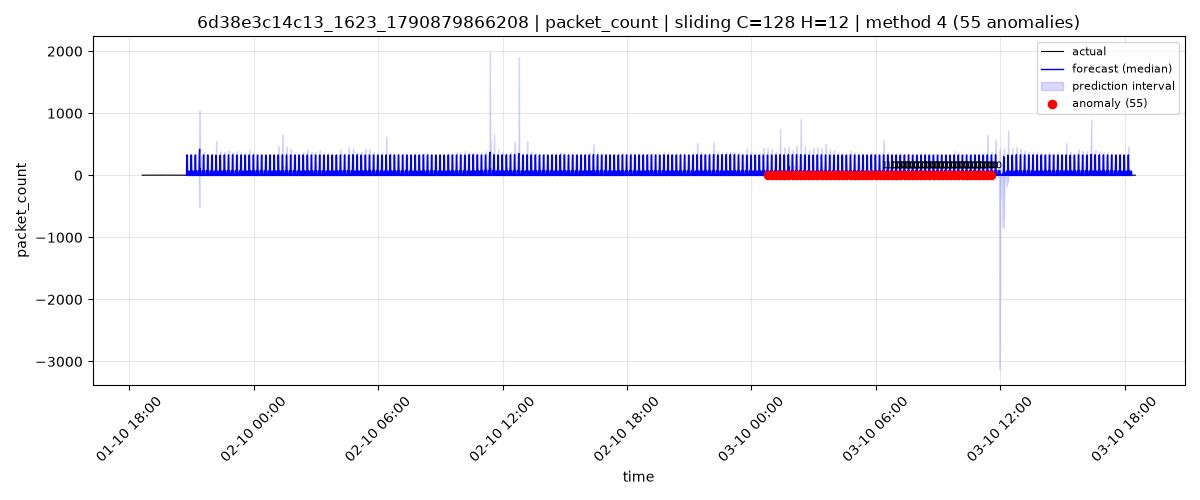 6d38e3c14c13_1623_1790879866208 | packet_count | sliding C=128 H=12 | method 4 (55 anomalies)
actual
forecast (median)
prediction interval
anomaly (55)
packet_count
2000
1000
0
−1000
−2000
−3000
01-10 18:00
02-10 00:00
02-10 06:00
02-10 12:00
02-10 18:00
03-10 00:00
03-10 06:00
03-10 12:00
03-10 18:00
time